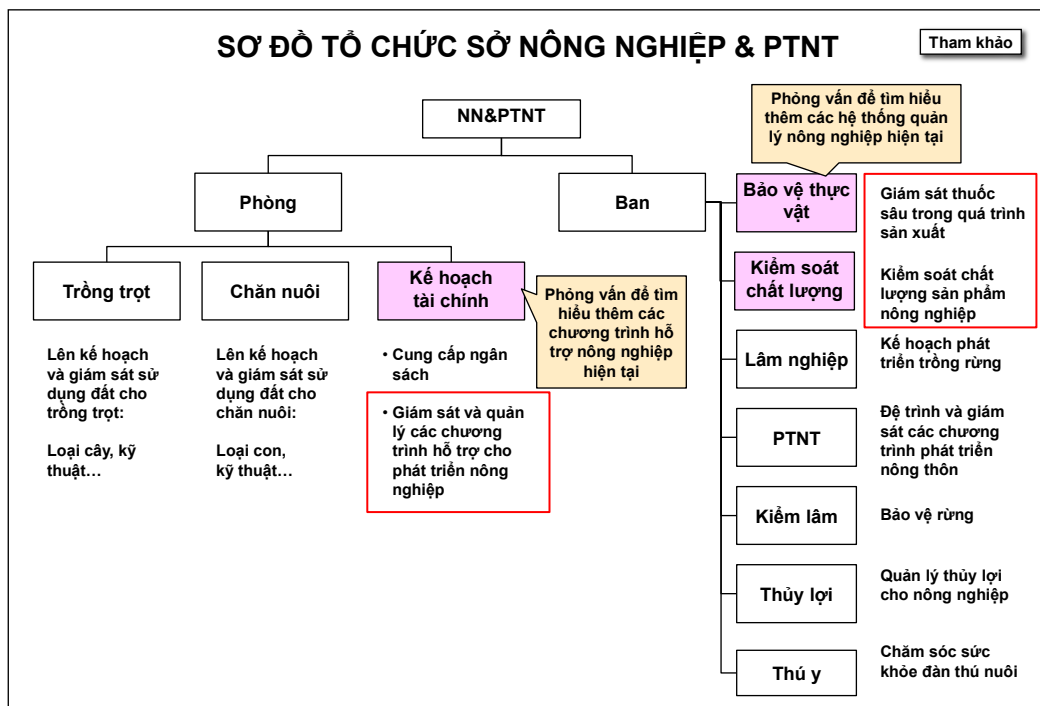 SƠ ĐỒ TỔ CHỨC SỞ NÔNG NGHIỆP & PTNT
Tham khảo
NN&PTNT
Phỏng vấn để tìm hiểu
thêm các hệ thống quản
lý nông nghiệp hiện tại
Phòng
Ban
Bảo vệ thực
vật
Giám sát thuốc
sâu trong quá trình
sản xuất
Trồng trọt
Chăn nuôi
Kế hoạch
tài chính
Phỏng vấn để tìm
hiểu thêm các
chương trình hỗ
trợ nông nghiệp
hiện tại
Kiểm soát
chất lượng
Kiểm soát chất
lượng sản phẩm
nông nghiệp
Lên kế hoạch
và giám sát sử
dụng đất cho
trồng trọt:
Loại cây, kỹ
thuật…
Lên kế hoạch
và giám sát sử
dụng đất cho
chăn nuôi:
Loại con,
kỹ thuật…
• Cung cấp ngân
sách
• Giám sát và quản
lý các chương
trình hỗ trợ cho
phát triển nông
nghiệp
Lâm nghiệp
Kế hoạch phát
triển trồng rừng
PTNT
Đệ trình và giám
sát các chương
trình phát triển
nông thôn
Kiểm lâm
Bảo vệ rừng
Thủy lợi
Quản lý thủy lợi
cho nông nghiệp
Thú y
Chăm sóc sức
khỏe đàn thú nuôi